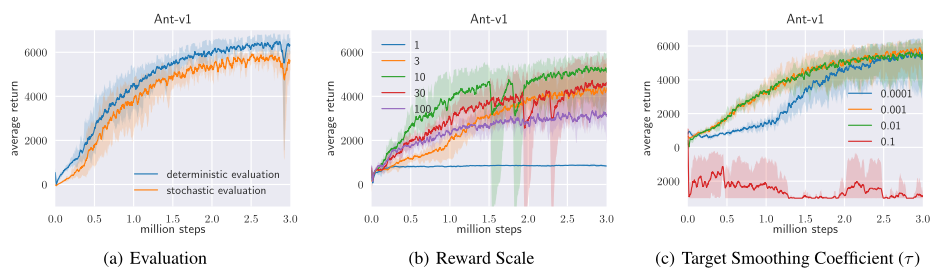 Ant-v1
average return
6000
4000
2000
0
deterministic evaluation
stochastic evaluation
0.0 0.5 1.0 1.5 2.0 2.5 3.0
million steps
(a) Evaluation
Ant-v1
average return
6000
4000
2000
0
1
3
10
30
100
0.0 0.5 1.0 1.5 2.0 2.5 3.0
million steps
(b) Reward Scale
Ant-v1
average return
6000
4000
2000
0
2000
0.0001
0.001
0.01
0.1
0.0 0.5 1.0 1.5 2.0 2.5 3.0
million steps
(c) Target Smoothing Coefficient (τ)